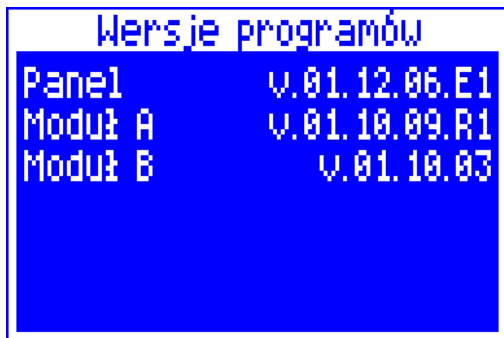 Wersje programów
Panel v.01.12.06.E1
Moduł A v.01.10.09.R1
Moduł B v.01.10.03